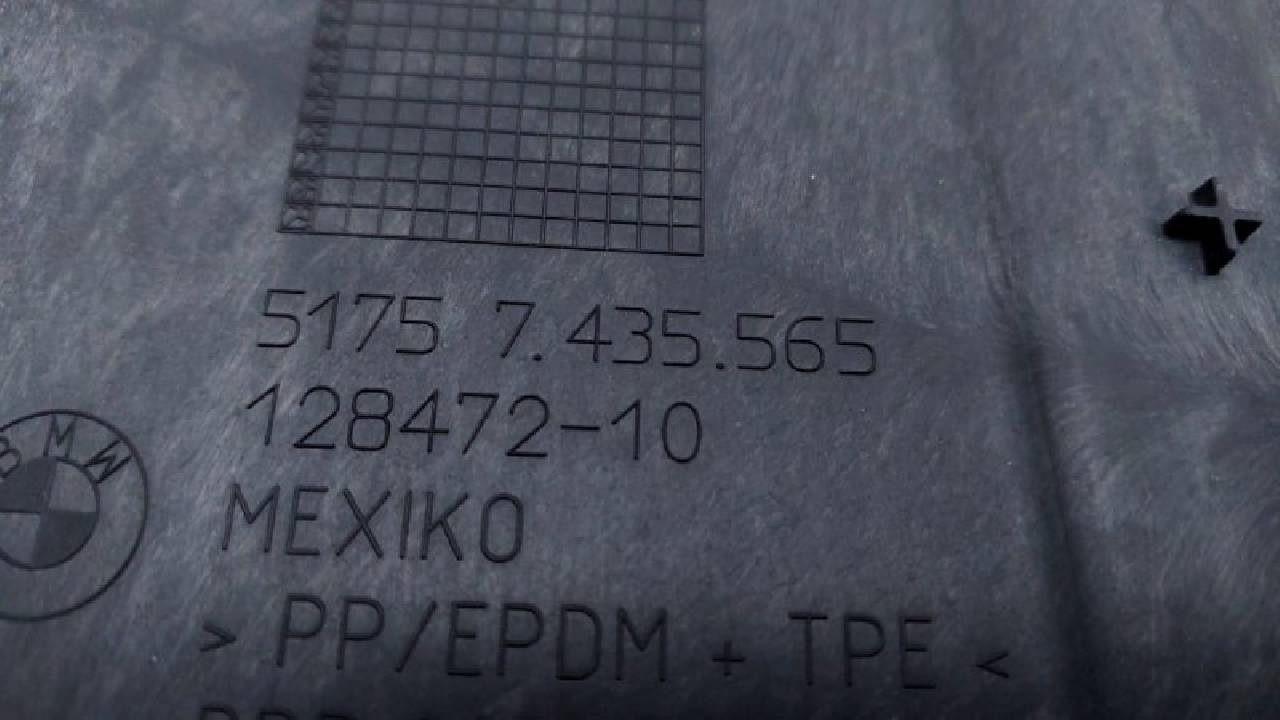 5175 7.435.565
128472-10
BMW
MEXIKO
> PP/EPDM + TPE <